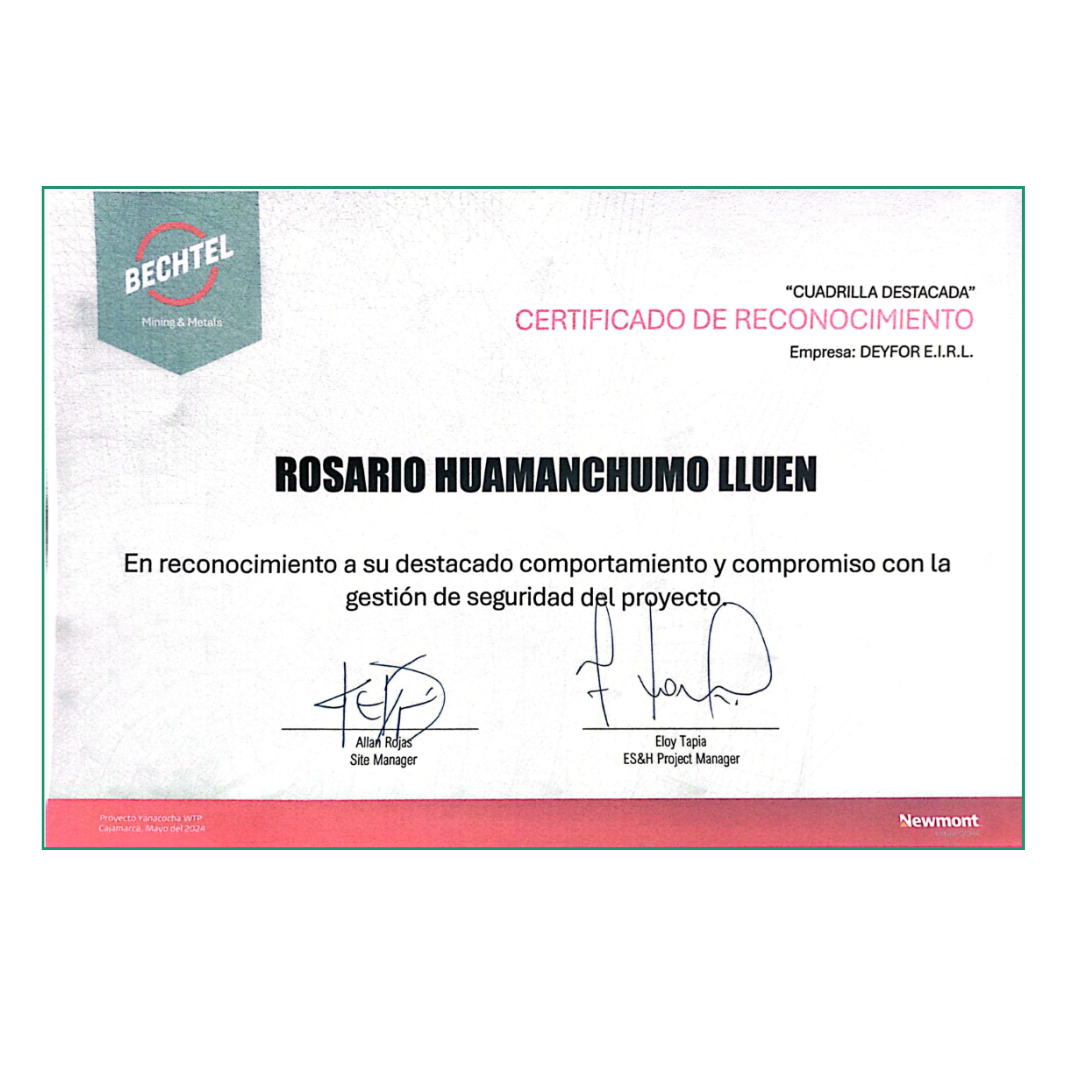 BECHTEL
Mining & Metals
“CUADRILLA DESTACADA”
CERTIFICADO DE RECONOCIMIENTO
Empresa: DEYFOR E.I.R.L.
ROSARIO HUAMANCHUMO LLUEN
En reconocimiento a su destacado comportamiento y compromiso con la
gestión de seguridad del proyecto.
Allan Rojas
Site Manager
Eloy Tapia
ES&H Project Manager
Proyecto Yanacocha WTP
Cajamarca, Mayo del 2024
Newmont